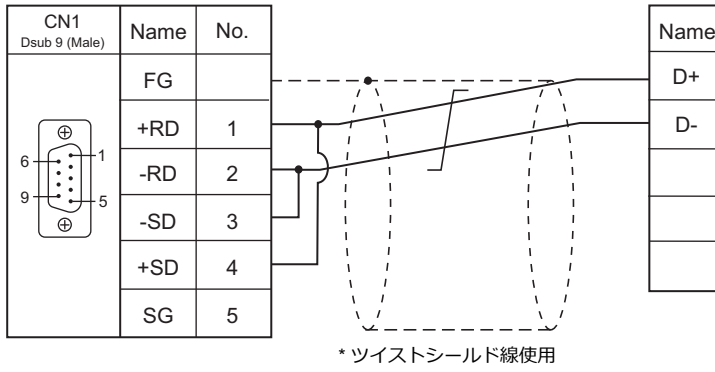 CN1
Dsub 9 (Male)
Name No.
FG
+RD 1
-RD 2
-SD 3
+SD 4
SG 5
6 1
9 5
Name
D+
D-
* ツイストシールド線使用